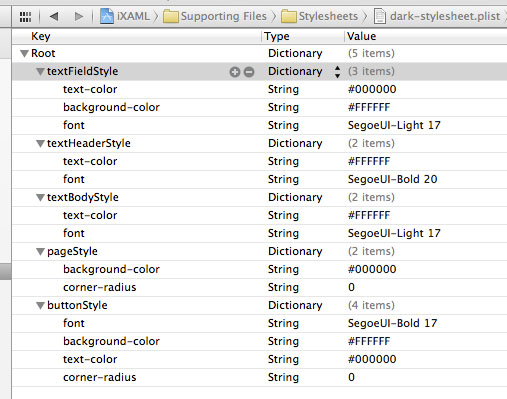 iXAML Supporting Files Stylesheets dark-stylesheet.plist
Key Type Value
Root Dictionary (5 items)
textFieldStyle Dictionary (3 items)
text-color String #000000
background-color String #FFFFFF
font String SegoeUI-Light 17
textHeaderStyle Dictionary (2 items)
text-color String #FFFFFF
font String SegoeUI-Bold 20
textBodyStyle Dictionary (2 items)
text-color String #FFFFFF
font String SegoeUI-Light 17
pageStyle Dictionary (2 items)
background-color String #000000
corner-radius String 0
buttonStyle Dictionary (4 items)
font String SegoeUI-Bold 17
background-color String #FFFFFF
text-color String #000000
corner-radius String 0